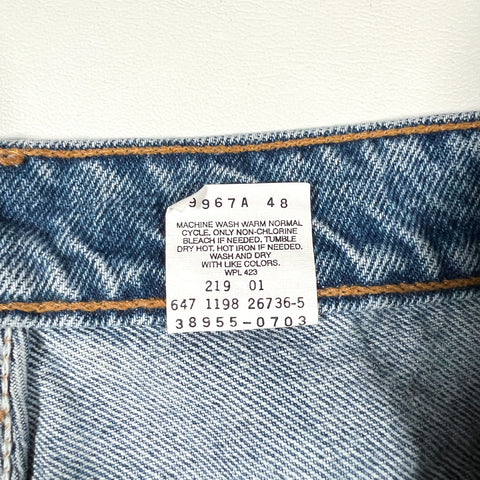 9967A 48
MACHINE WASH WARM NORMAL
CYCLE. ONLY NON-CHLORINE
BLEACH IF NEEDED. TUMBLE
DRY HOT. HOT IRON IF NEEDED.
WASH AND DRY
WITH LIKE COLORS.
WPL 423
219 01
647 1198 26736-5
38955-0703